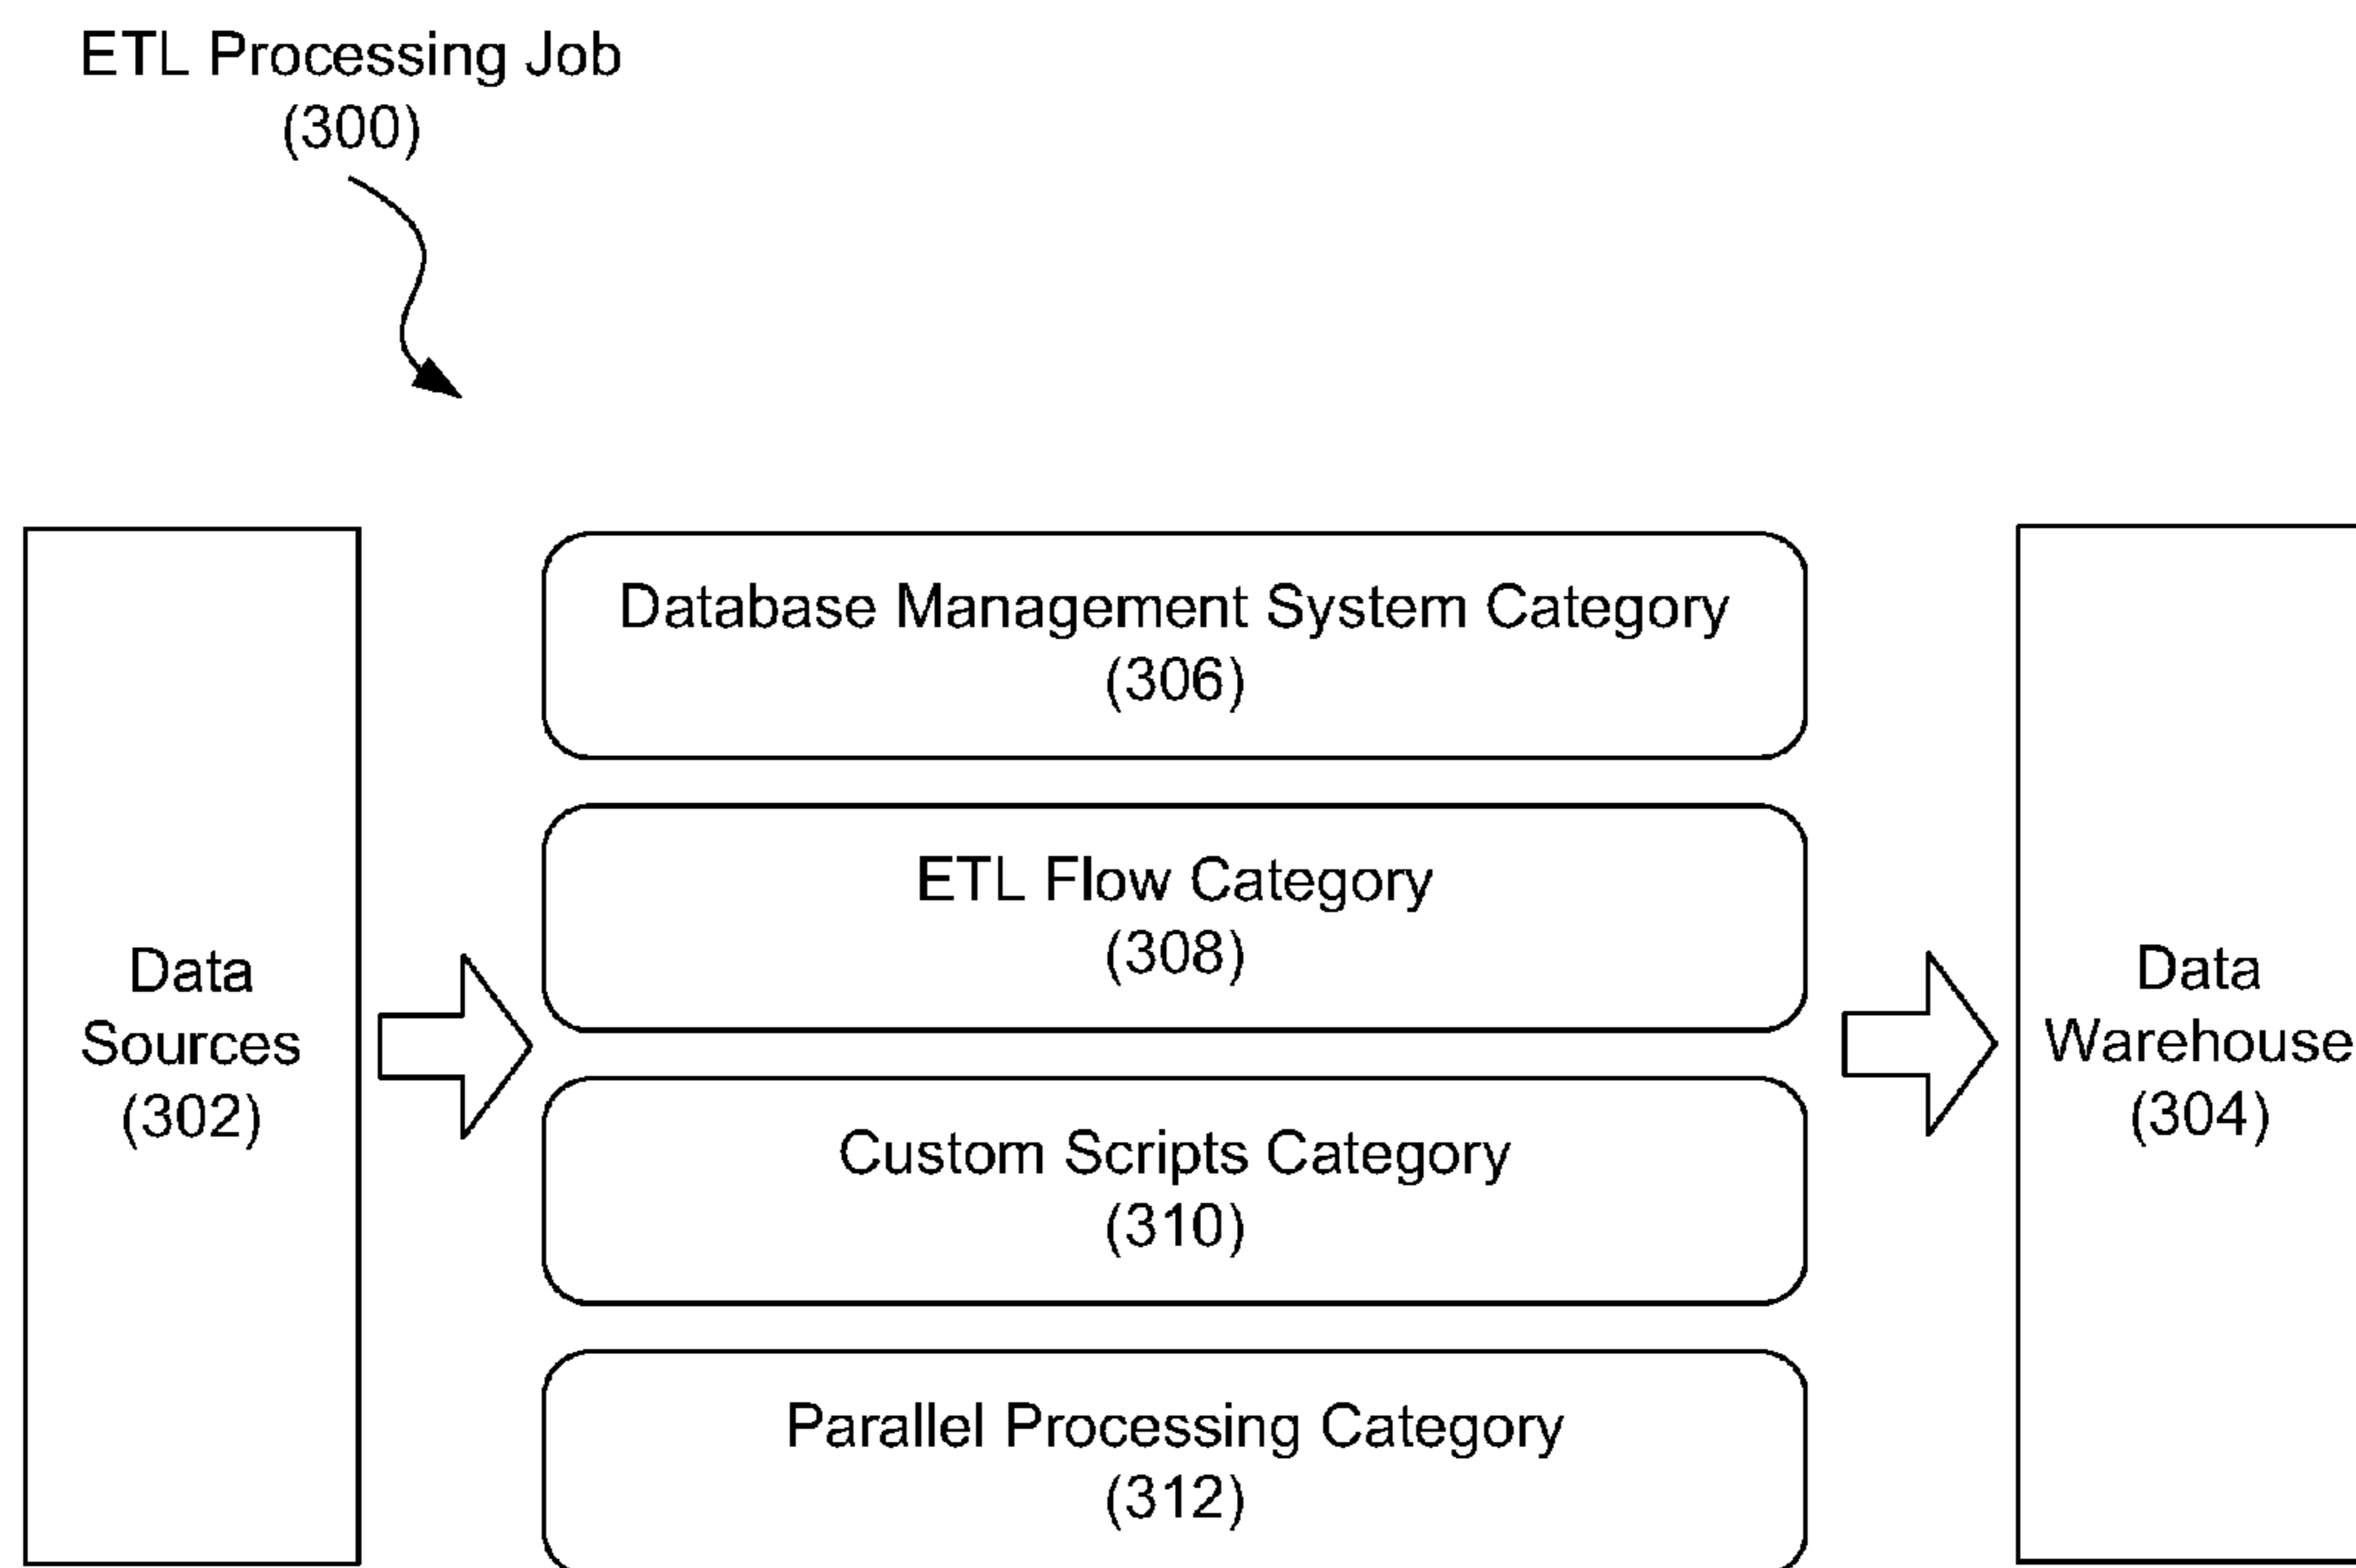 ETL Processing Job
(300)
Data
Sources
(302)
Database Management System Category
(306)
ETL Flow Category
(308)
Custom Scripts Category
(310)
Parallel Processing Category
(312)
Data
Warehouse
(304)